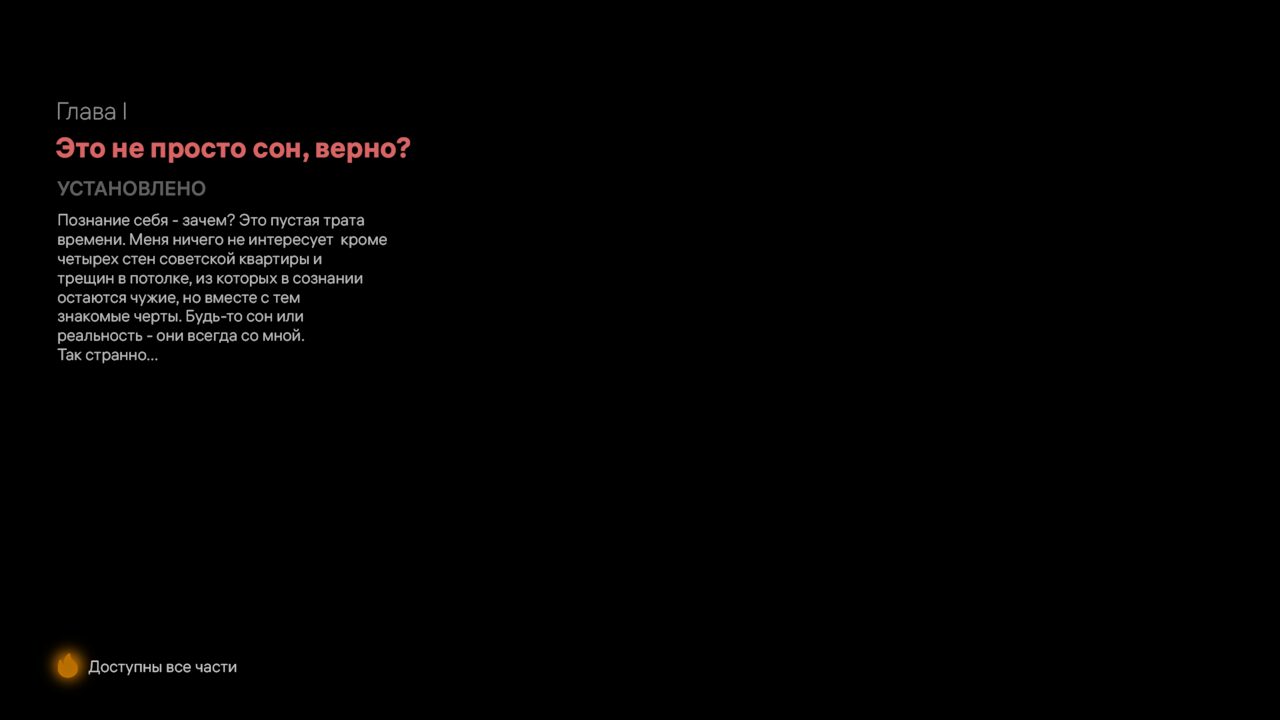 Глава I
Это не просто сон, верно?
УСТАНОВЛЕНО
Познание себя - зачем? Это пустая трата
времени. Меня ничего не интересует  кроме
четырех стен советской квартиры и
трещин в потолке, из которых в сознании
остаются чужие, но вместе с тем
знакомые черты. Будь-то сон или
реальность - они всегда со мной.
Так странно...
Доступны все части